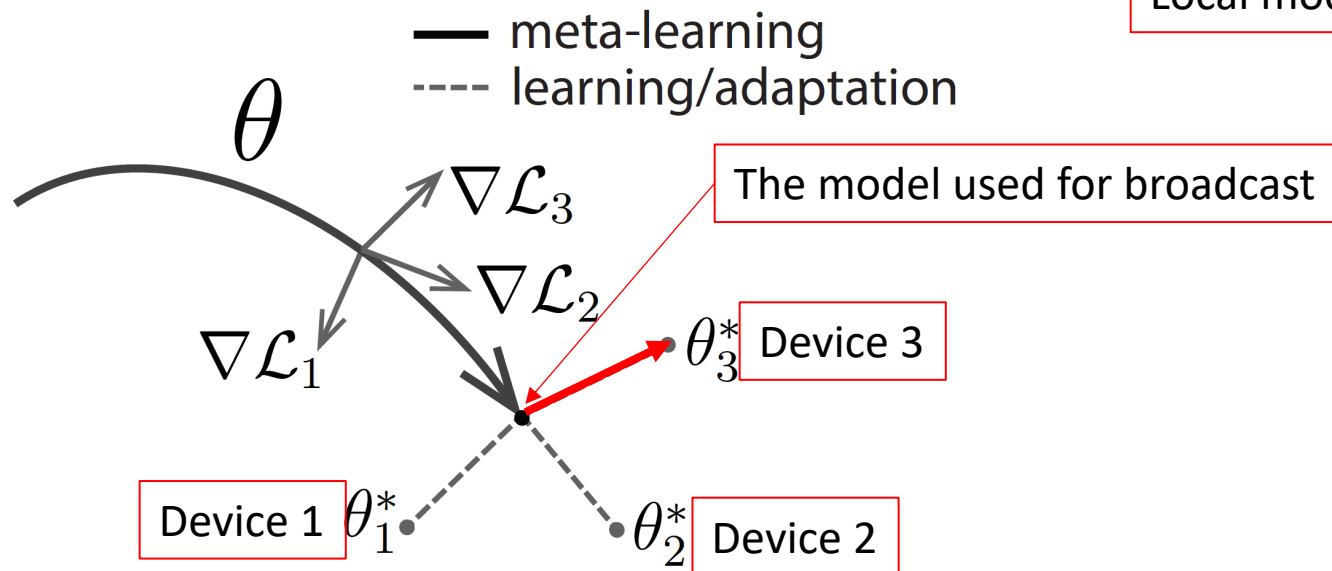 Local
meta-learning
learning/adaptation
θ
∇ℒ₃
The model used for broadcast
∇ℒ₂
∇ℒ₁
θ₃* Device 3
Device 1 θ₁*
θ₂* Device 2